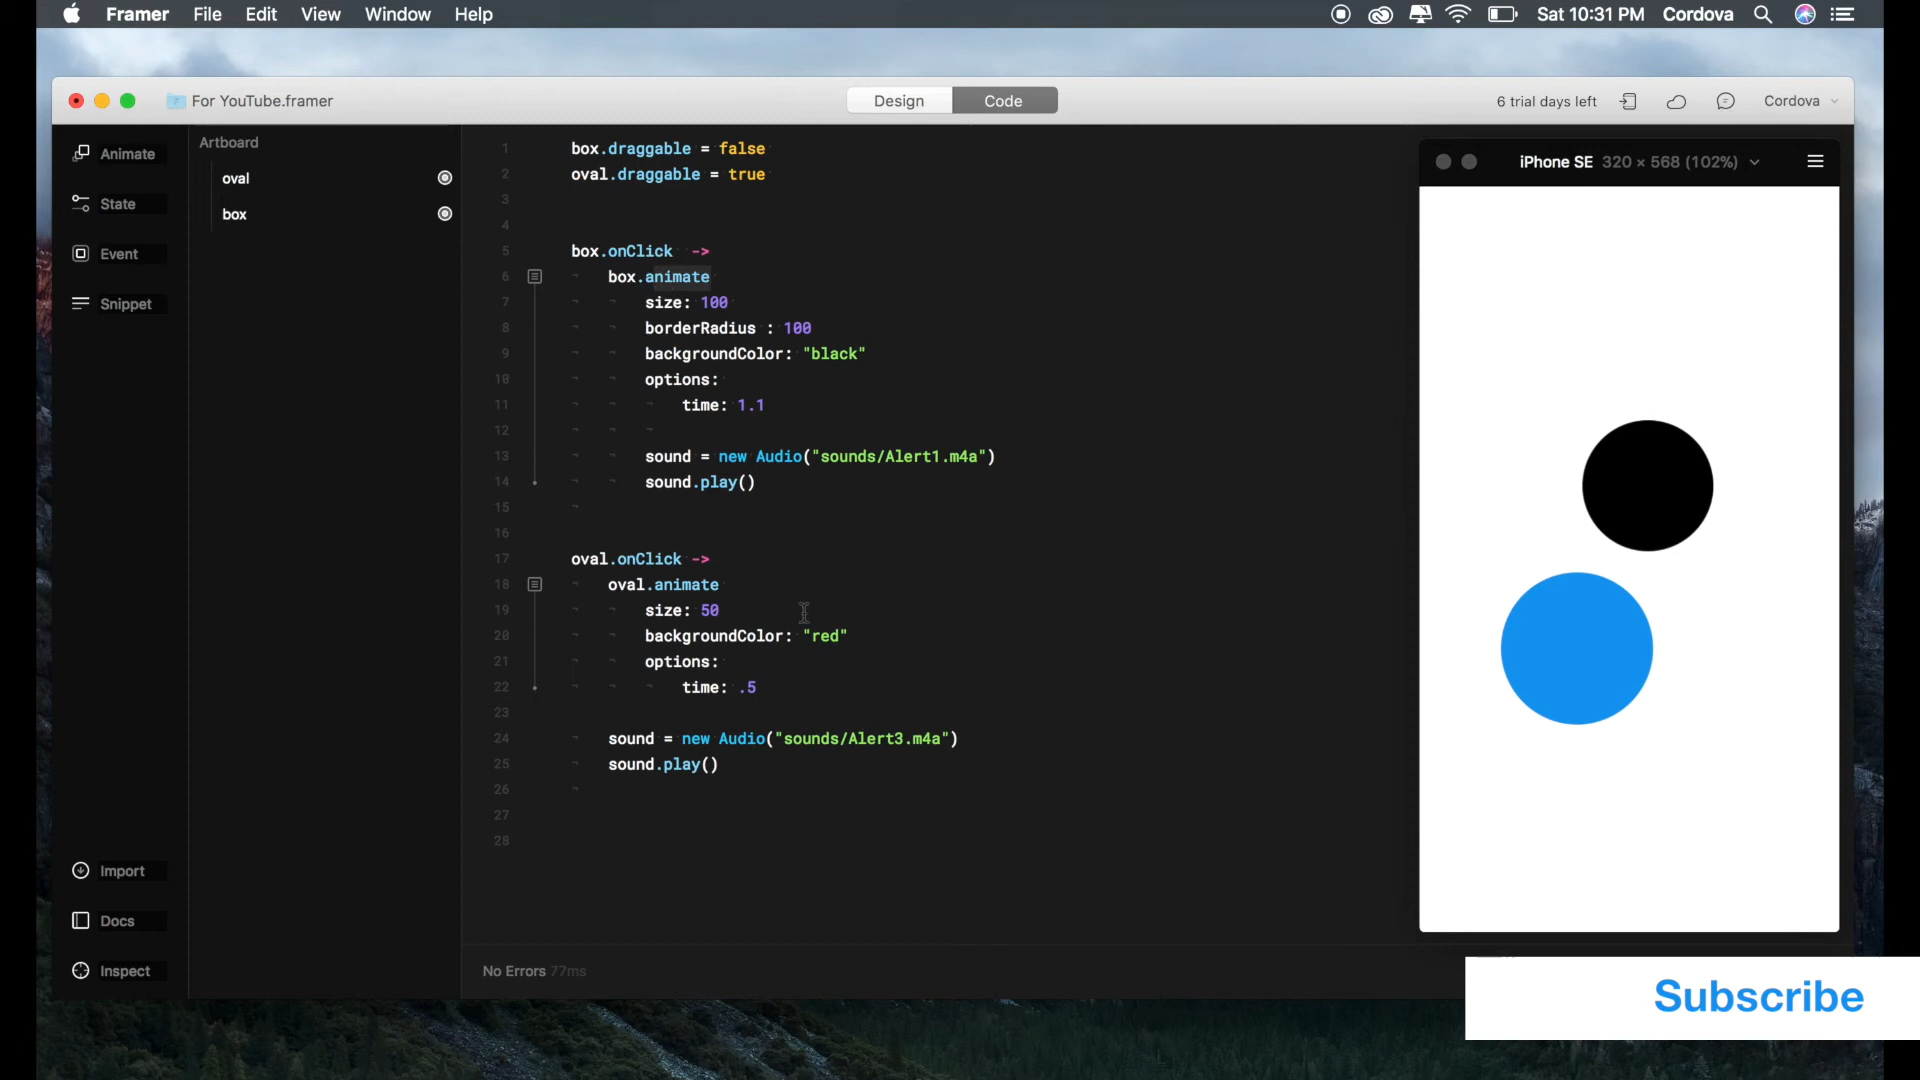 Framer File Edit View Window Help Sat 10:31 PM Cordova
For YouTube.framer Design Code 6 trial days left Cordova
Animate
State
Event
Snippet
Import
Docs
Inspect
Artboard
oval
box
1 box.draggable = false
2 oval.draggable = true
3
4
5 box.onClick ->
6 box.animate
7 size: 100
8 borderRadius : 100
9 backgroundColor: "black"
10 options:
11 time: 1.1
12
13 sound = new Audio("sounds/Alert1.m4a")
14 sound.play()
15
16
17 oval.onClick ->
18 oval.animate
19 size: 50
20 backgroundColor: "red"
21 options:
22 time: .5
23
24 sound = new Audio("sounds/Alert3.m4a")
25 sound.play()
26
27
28
No Errors 77ms
iPhone SE 320 × 568 (102%)
Subscribe